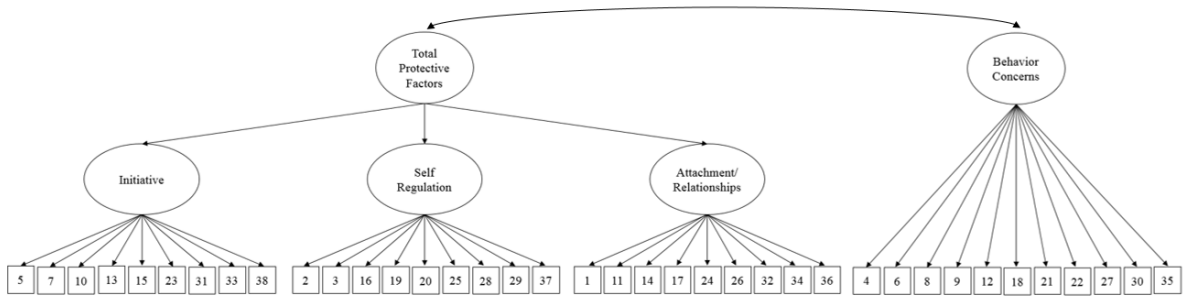 Total
Protective
Factors
Behavior
Concerns
Initiative
Self
Regulation
Attachment/
Relationships
5 7 10 13 15 23 31 33 38
2 3 16 19 20 25 28 29 37
1 11 14 17 24 26 32 34 36
4 6 8 9 12 18 21 22 27 30 35